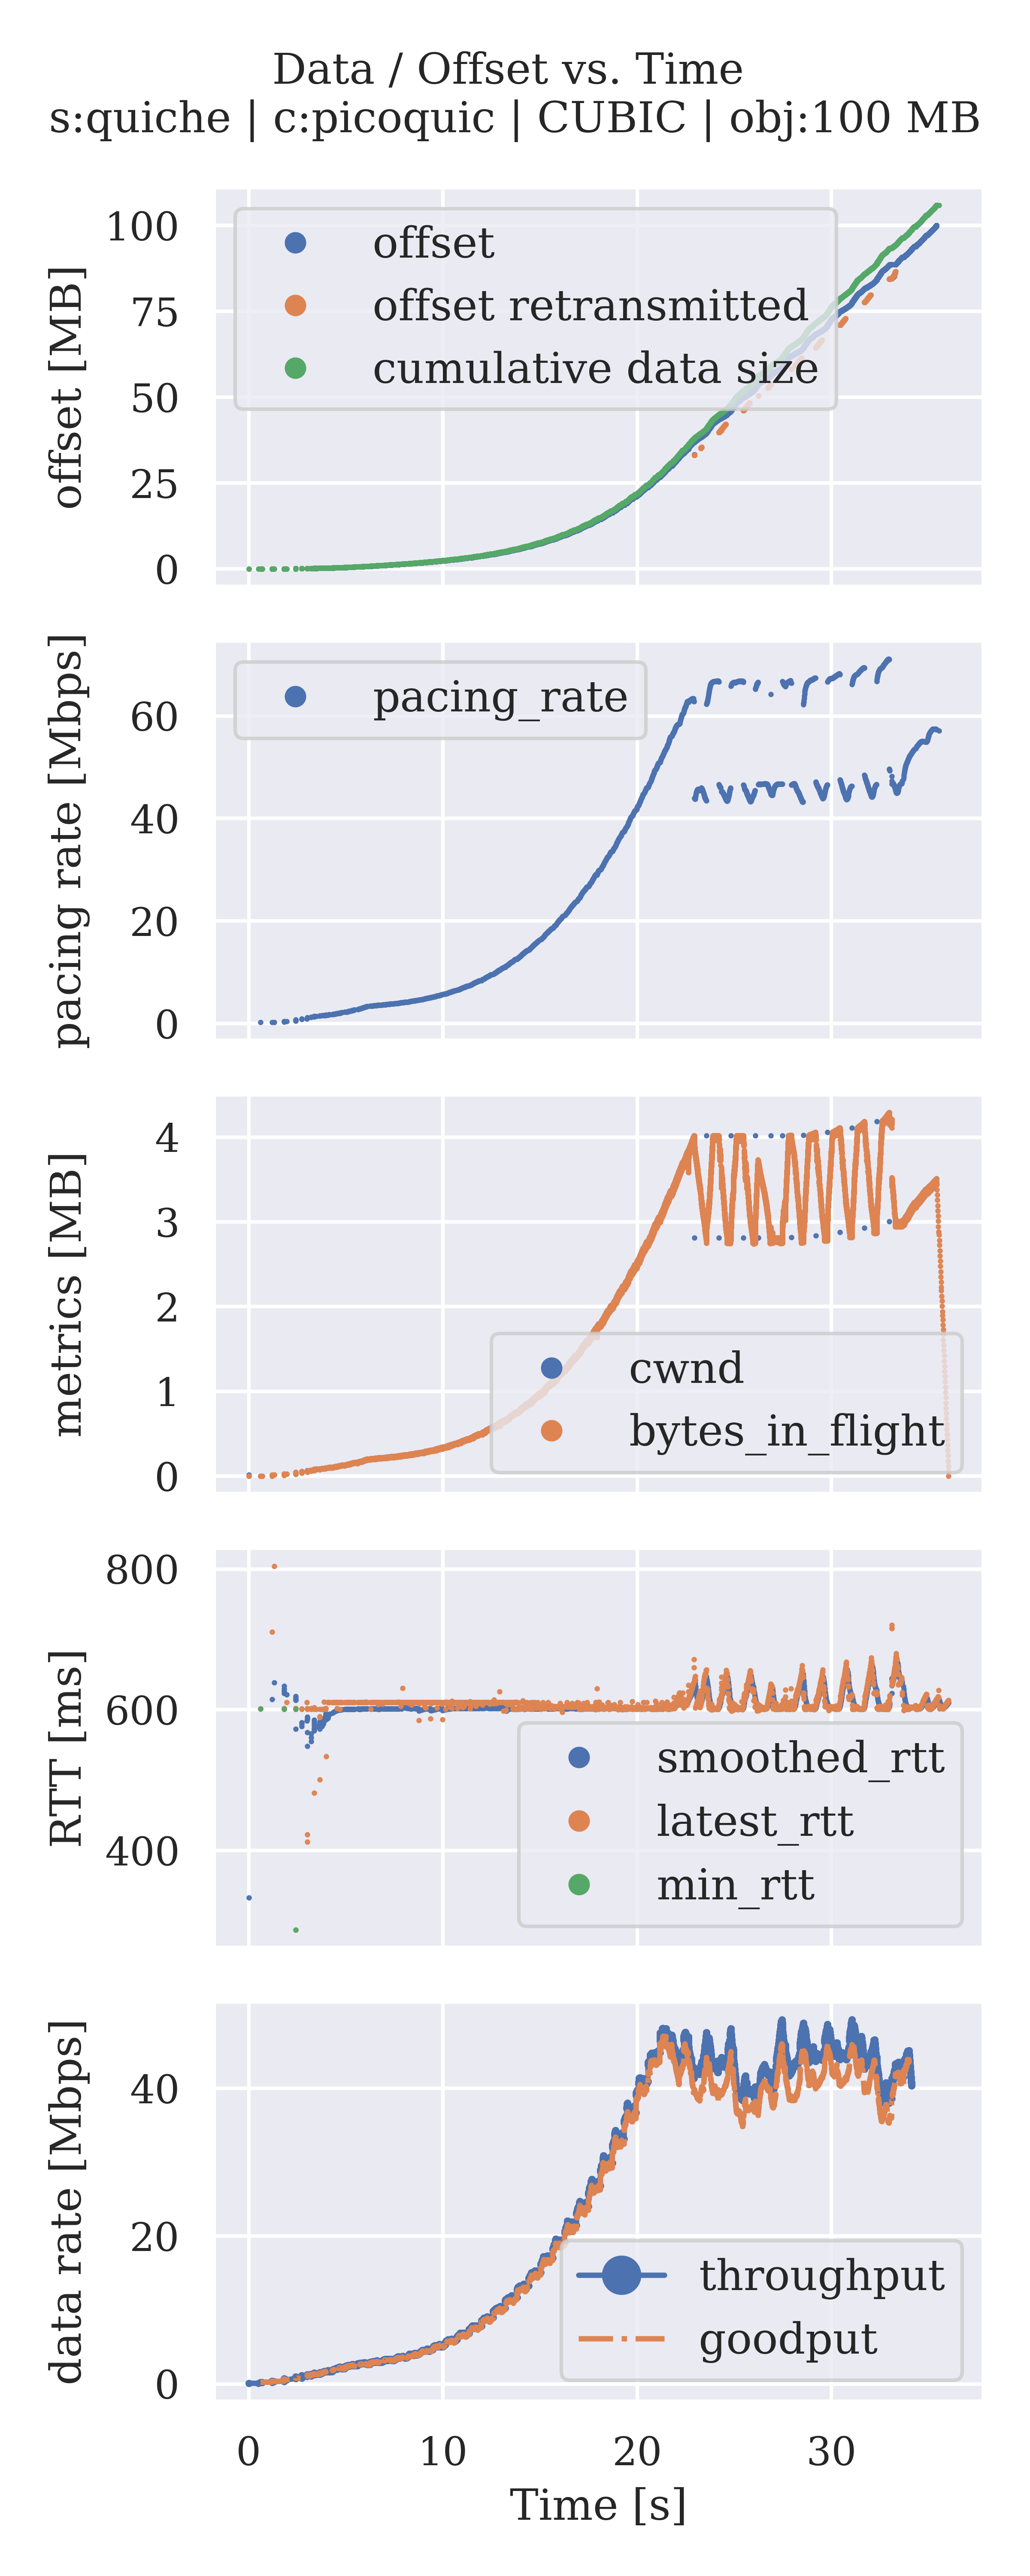 Data / Offset vs. Time
s:quiche | c:picoquic | CUBIC | obj:100 MB
offset [MB]
100
75
50
25
0
offset
offset retransmitted
cumulative data size
pacing rate [Mbps]
60
40
20
0
pacing_rate
metrics [MB]
4
3
2
1
0
cwnd
bytes_in_flight
RTT [ms]
800
600
400
smoothed_rtt
latest_rtt
min_rtt
data rate [Mbps]
40
20
0
throughput
goodput
0 10 20 30
Time [s]